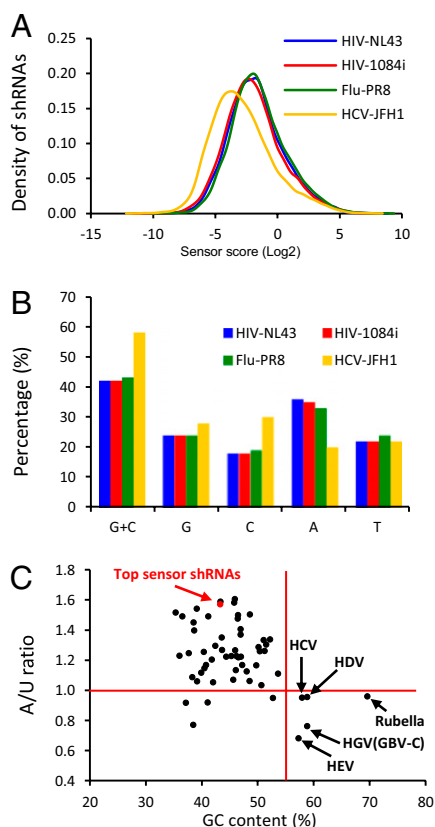 A
Density of shRNAs
0.25
0.20
0.15
0.10
0.05
0.00
HIV-NL43
HIV-1084i
Flu-PR8
HCV-JFH1
-15 -10 -5 0 5 10
Sensor score (Log2)
B
Percentage (%)
70
60
50
40
30
20
10
0
HIV-NL43 HIV-1084i
Flu-PR8 HCV-JFH1
G+C G C A T
C
A/U ratio
1.8
1.6
1.4
1.2
1.0
0.8
0.6
0.4
Top sensor shRNAs
HCV HDV
Rubella
HGV(GBV-C)
HEV
20 30 40 50 60 70 80
GC content (%)